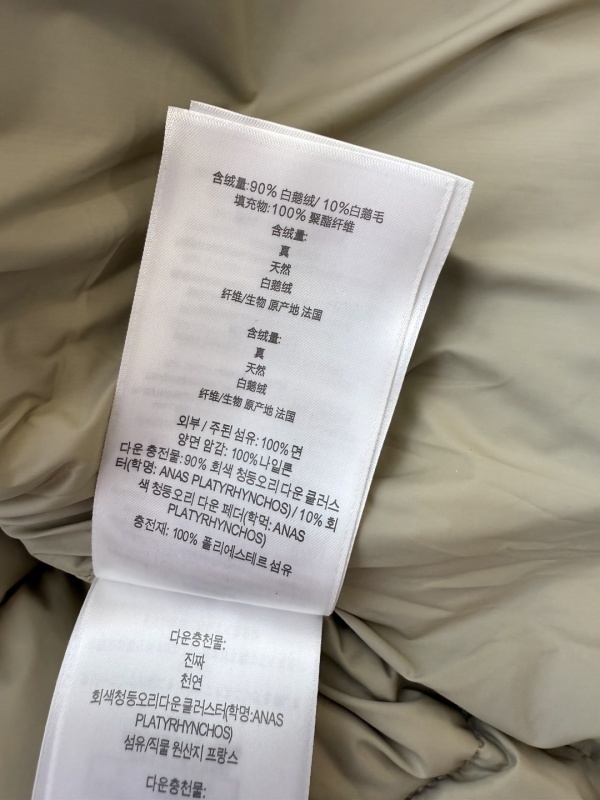 含绒量:90% 白鹅绒/ 10%白鹅毛
填充物:100% 聚酯纤维
含绒量:
真
天然
白鹅绒
纤维/生物 原产地 法国
含绒量:
真
天然
白鹅绒
纤维/生物 原产地 法国
외부 / 주된 섬유: 100% 면
양면 암감: 100% 나일론
다운 충전물: 90% 회색 청둥오리 다운 클러스
터(학명: ANAS PLATYRHYNCHOS) / 10% 회
색 청둥오리 다운 페더(학먹: ANAS
PLATYRHYNCHOS)
충전재: 100% 폴리에스테르 섬유
다운충천물:
진짜
천연
회색청둥오리다운클러스터(학명:ANAS
PLATYRHYNCHOS)
섬유/직물 원산지 프랑스
다운충천물: